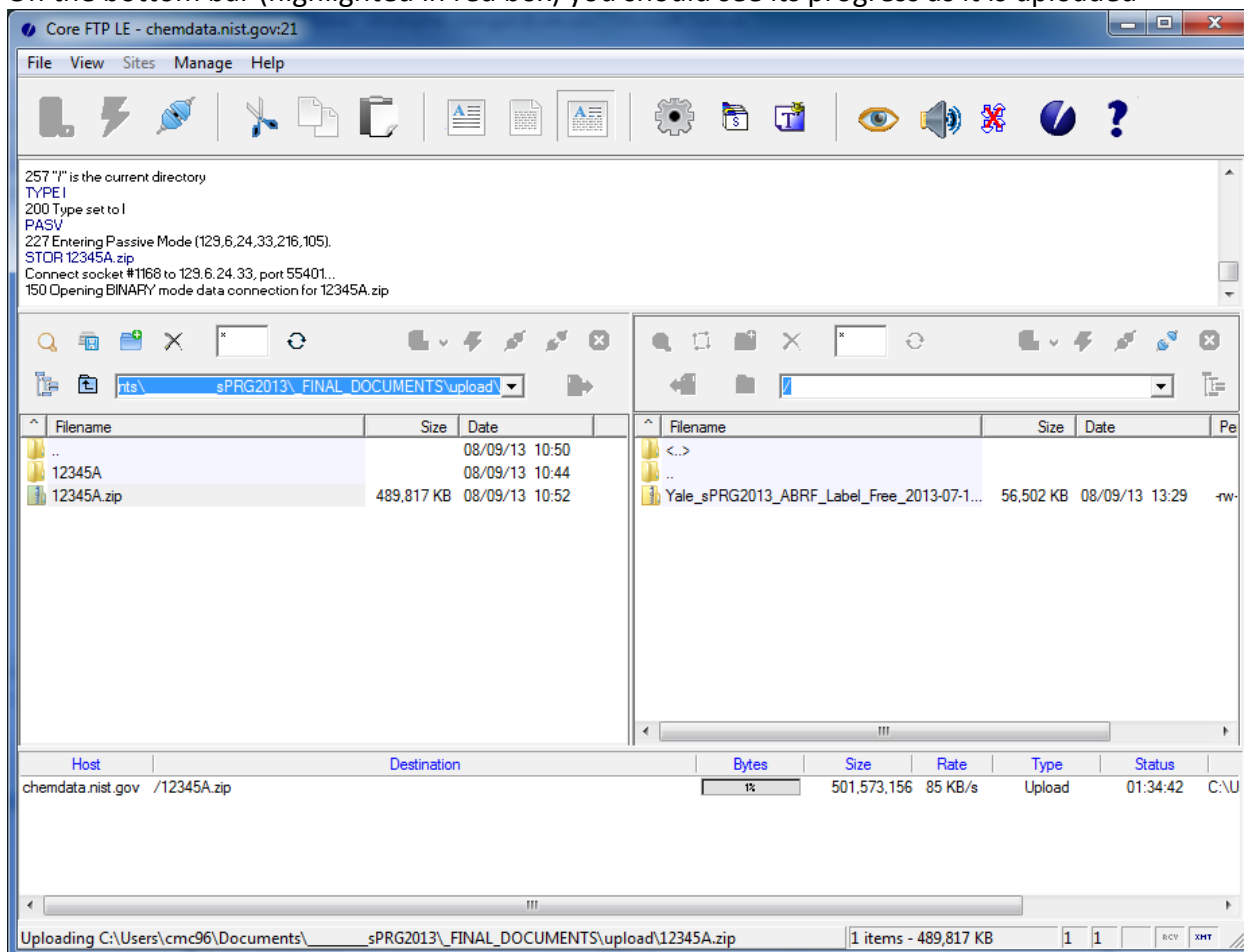 On the bottom bar (highlighted in red box) you should see its progress as it is uploaded
Core FTP LE - chemdata.nist.gov:21
File View Sites Manage Help
257 "/" is the current directory
TYPE I
200 Type set to I
PASV
227 Entering Passive Mode (129,6,24,33,216,105).
STOR 12345A.zip
Connect socket #1168 to 129.6.24.33, port 55401...
150 Opening BINARY mode data connection for 12345A.zip
* *
nts\ sPRG2013\_FINAL_DOCUMENTS\upload\ /
^ Filename Size Date ^ Filename Size Date Pe
.. 08/09/13 10:50 <..>
12345A 08/09/13 10:44 ..
12345A.zip 489,817 KB 08/09/13 10:52 Yale_sPRG2013_ABRF_Label_Free_2013-07-1... 56,502 KB 08/09/13 13:29 -rw-
Host Destination Bytes Size Rate Type Status
chemdata.nist.gov /12345A.zip 1% 501,573,156 85 KB/s Upload 01:34:42 C:\U
Uploading C:\Users\cmc96\Documents\_______sPRG2013\_FINAL_DOCUMENTS\upload\12345A.zip 1 items - 489,817 KB 1 1 RCV XMT